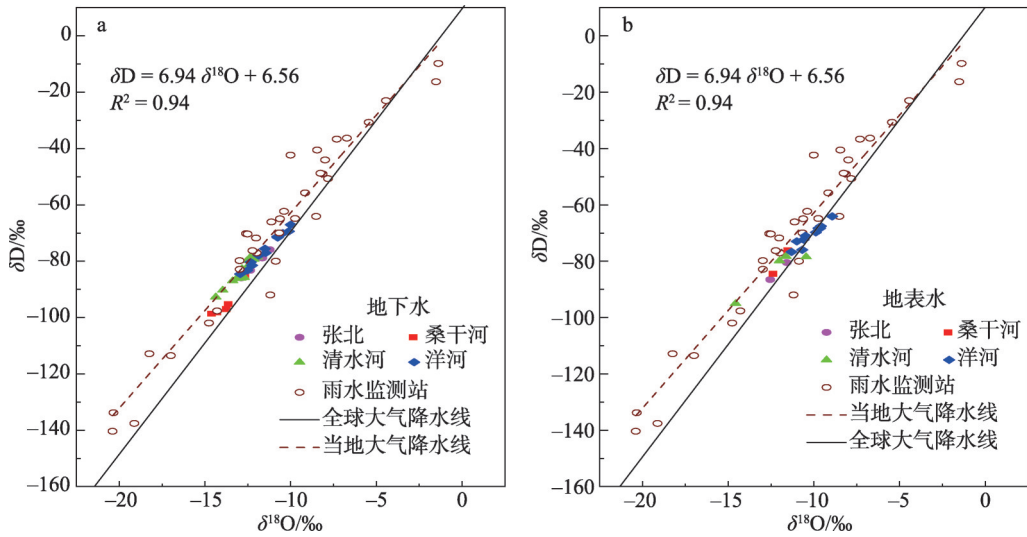 a
δD = 6.94 δ¹⁸O + 6.56
R² = 0.94
地下水
张北
桑干河
清水河
洋河
雨水监测站
全球大气降水线
当地大气降水线
0
−20
−40
−60
−80
−100
−120
−140
−160
δD/‰
−20
−15
−10
−5
0
δ¹⁸O/‰
b
δD = 6.94 δ¹⁸O + 6.56
R² = 0.94
地表水
张北
桑干河
清水河
洋河
雨水监测站
当地大气降水线
全球大气降水线
0
−20
−40
−60
−80
−100
−120
−140
−160
δD/‰
−20
−15
−10
−5
0
δ¹⁸O/‰